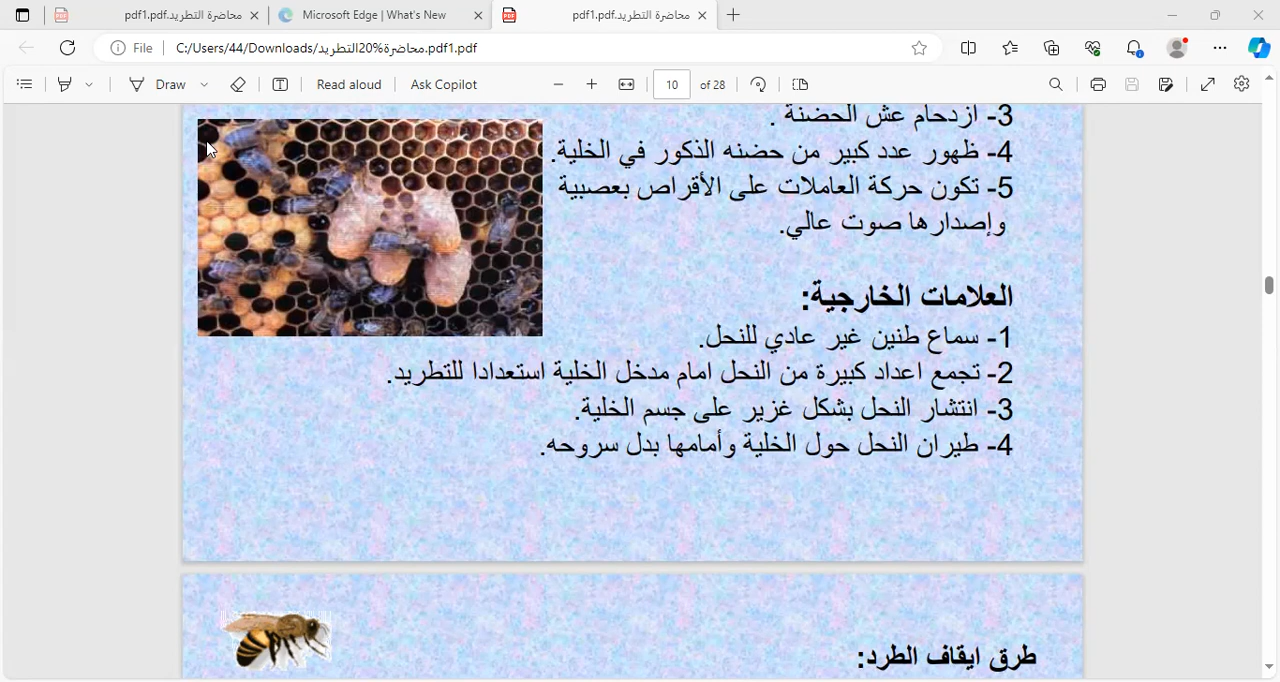 محاضرة التطريد.pdf1.pdf
Microsoft Edge | What's New
محاضرة التطريد.pdf1.pdf
File
C:/Users/44/Downloads/محاضرة%20التطريد.pdf1.pdf
Draw
Read aloud
Ask Copilot
10 of 28
3- ازدحام عش الحضنة .
4- ظهور عدد كبير من حضنه الذكور في الخلية.
5- تكون حركة العاملات على الأقراص بعصبية
وإصدارها صوت عالي.
العلامات الخارجية:
1- سماع طنين غير عادي للنحل.
2- تجمع اعداد كبيرة من النحل امام مدخل الخلية استعدادا للتطريد.
3- انتشار النحل بشكل غزير على جسم الخلية.
4- طيران النحل حول الخلية وأمامها بدل سروحه.
طرق ايقاف الطرد: